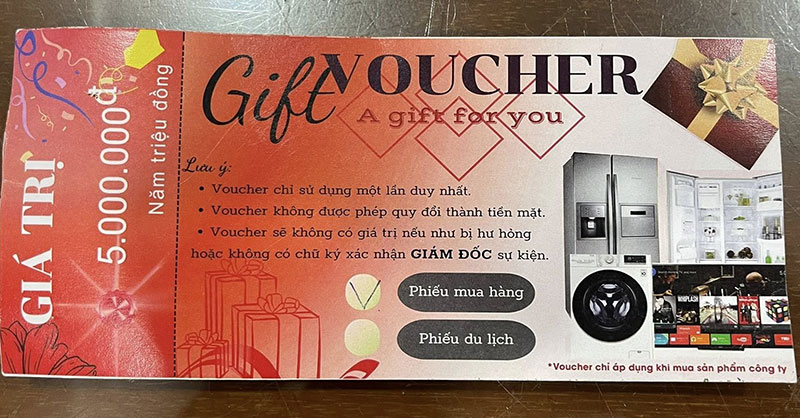 GIÁ TRỊ
5.000.000đ
Năm triệu đồng
Gift VOUCHER
A gift for you
Lưu ý:
• Voucher chỉ sử dụng một lần duy nhất.
• Voucher không được phép quy đổi thành tiền mặt.
• Voucher sẽ không có giá trị nếu như bị hư hỏng
hoặc không có chữ ký xác nhận GIÁM ĐỐC sự kiện.
Phiếu mua hàng
Phiếu du lịch
WHIPLASH
*Voucher chỉ áp dụng khi mua sản phẩm công ty